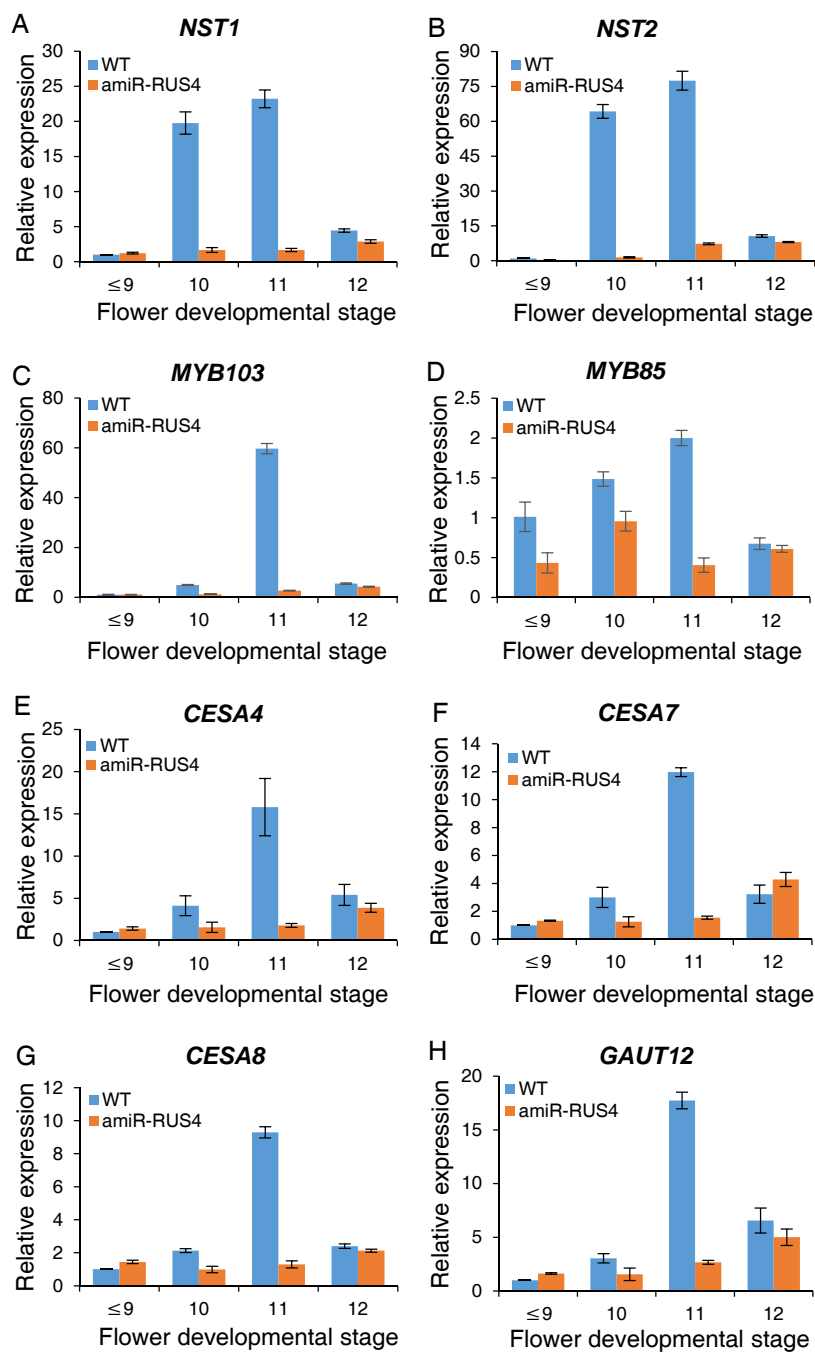 A
NST1
Relative expression
30
25
20
15
10
5
0
WT
amiR-RUS4
≤9 10 11 12
Flower developmental stage
B
NST2
Relative expression
90
75
60
45
30
15
0
WT
amiR-RUS4
≤9 10 11 12
Flower developmental stage
C
MYB103
Relative expression
80
60
40
20
0
WT
amiR-RUS4
≤9 10 11 12
Flower developmental stage
D
MYB85
Relative expression
2.5
2
1.5
1
0.5
0
WT
amiR-RUS4
≤9 10 11 12
Flower developmental stage
E
CESA4
Relative expression
25
20
15
10
5
0
WT
amiR-RUS4
≤9 10 11 12
Flower developmental stage
F
CESA7
Relative expression
14
12
10
8
6
4
2
0
WT
amiR-RUS4
≤9 10 11 12
Flower developmental stage
G
CESA8
Relative expression
12
10
8
6
4
2
0
WT
amiR-RUS4
≤9 10 11 12
Flower developmental stage
H
GAUT12
Relative expression
20
15
10
5
0
WT
amiR-RUS4
≤9 10 11 12
Flower developmental stage